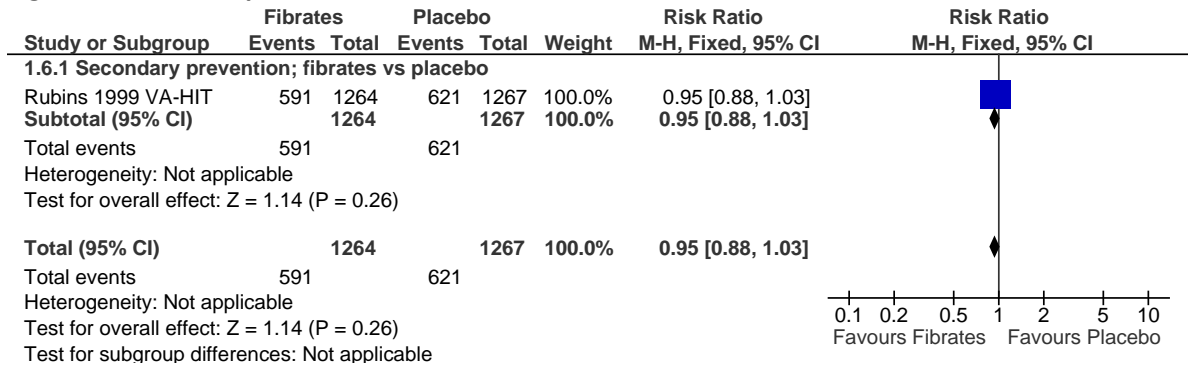 Fibrates Placebo Risk Ratio Risk Ratio
Study or Subgroup Events Total Events Total Weight M-H, Fixed, 95% CI M-H, Fixed, 95% CI
1.6.1 Secondary prevention; fibrates vs placebo
Rubins 1999 VA-HIT 591 1264 621 1267 100.0% 0.95 [0.88, 1.03]
Subtotal (95% CI) 1264 1267 100.0% 0.95 [0.88, 1.03]
Total events 591 621
Heterogeneity: Not applicable
Test for overall effect: Z = 1.14 (P = 0.26)
Total (95% CI) 1264 1267 100.0% 0.95 [0.88, 1.03]
Total events 591 621
Heterogeneity: Not applicable
Test for overall effect: Z = 1.14 (P = 0.26)
Test for subgroup differences: Not applicable
0.1 0.2 0.5 1 2 5 10
Favours Fibrates Favours Placebo